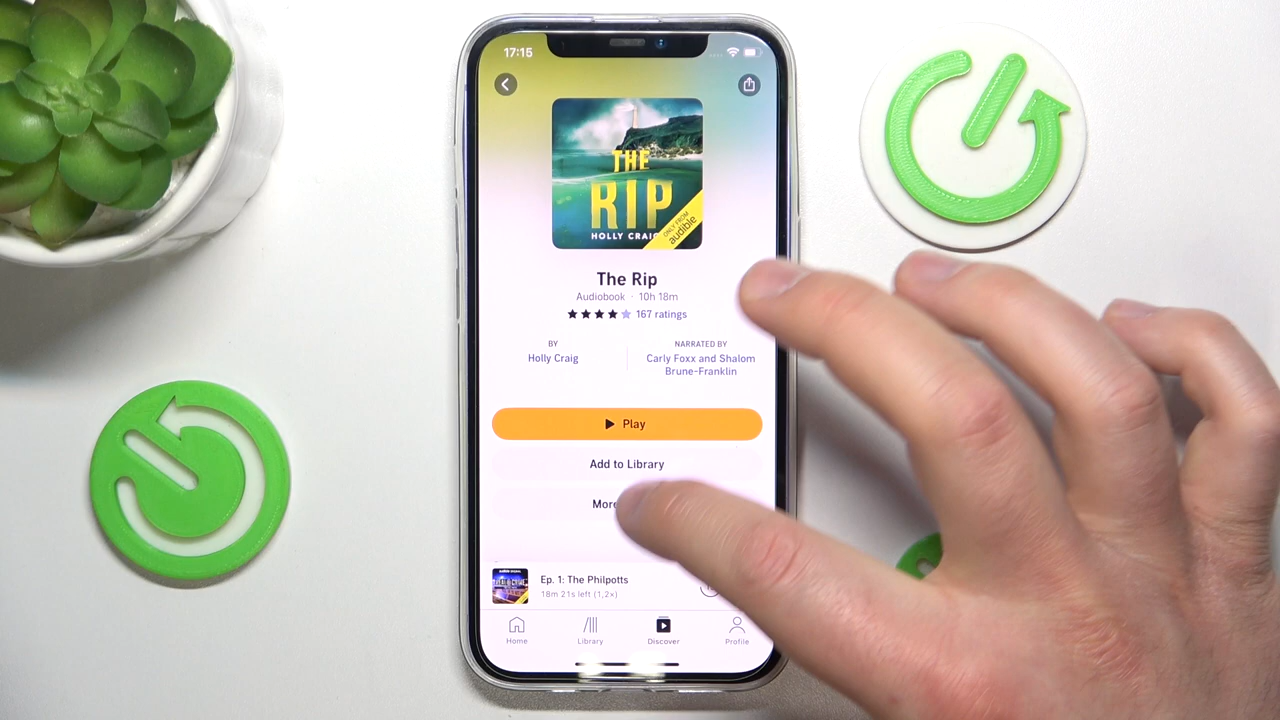 17:15
THE
RIP
HOLLY CRAIG
ONLY FROM
audible
The Rip
Audiobook · 10h 18m
167 ratings
BY
Holly Craig
NARRATED BY
Carly Foxx and Shalom
Brune-Franklin
Play
Add to Library
More
Ep. 1: The Philpotts
18m 21s left (1,2x)
Home
Library
Discover
Profile